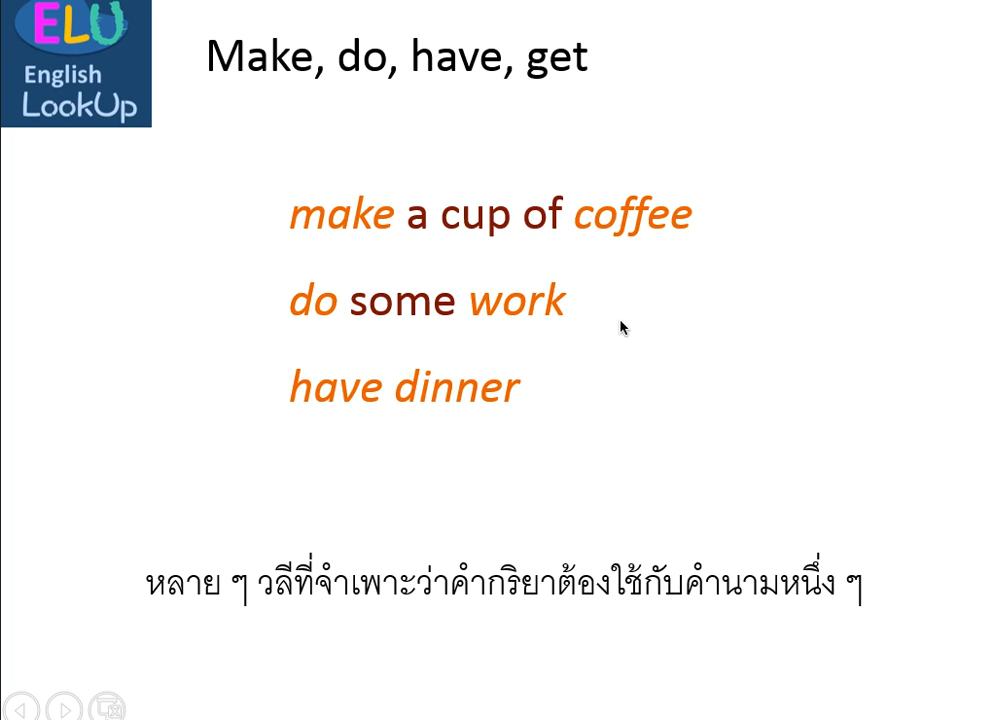 ELU
English
LookUp
Make, do, have, get
make a cup of coffee
do some work
have dinner
หลาย ๆ วลีที่จำเพาะว่าคำกริยาต้องใช้กับคำนามหนึ่ง ๆ